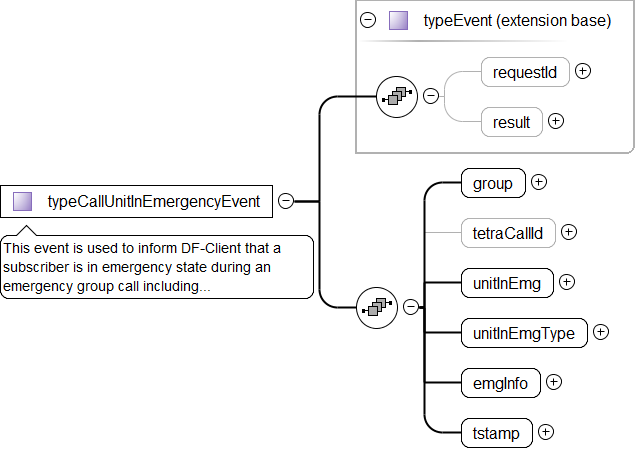 typeEvent (extension base)
requestId
result
typeCallUnitInEmergencyEvent
This event is used to inform DF-Client that a
subscriber is in emergency state during an
emergency group call including...
group
tetraCallId
unitInEmg
unitInEmgType
emgInfo
tstamp